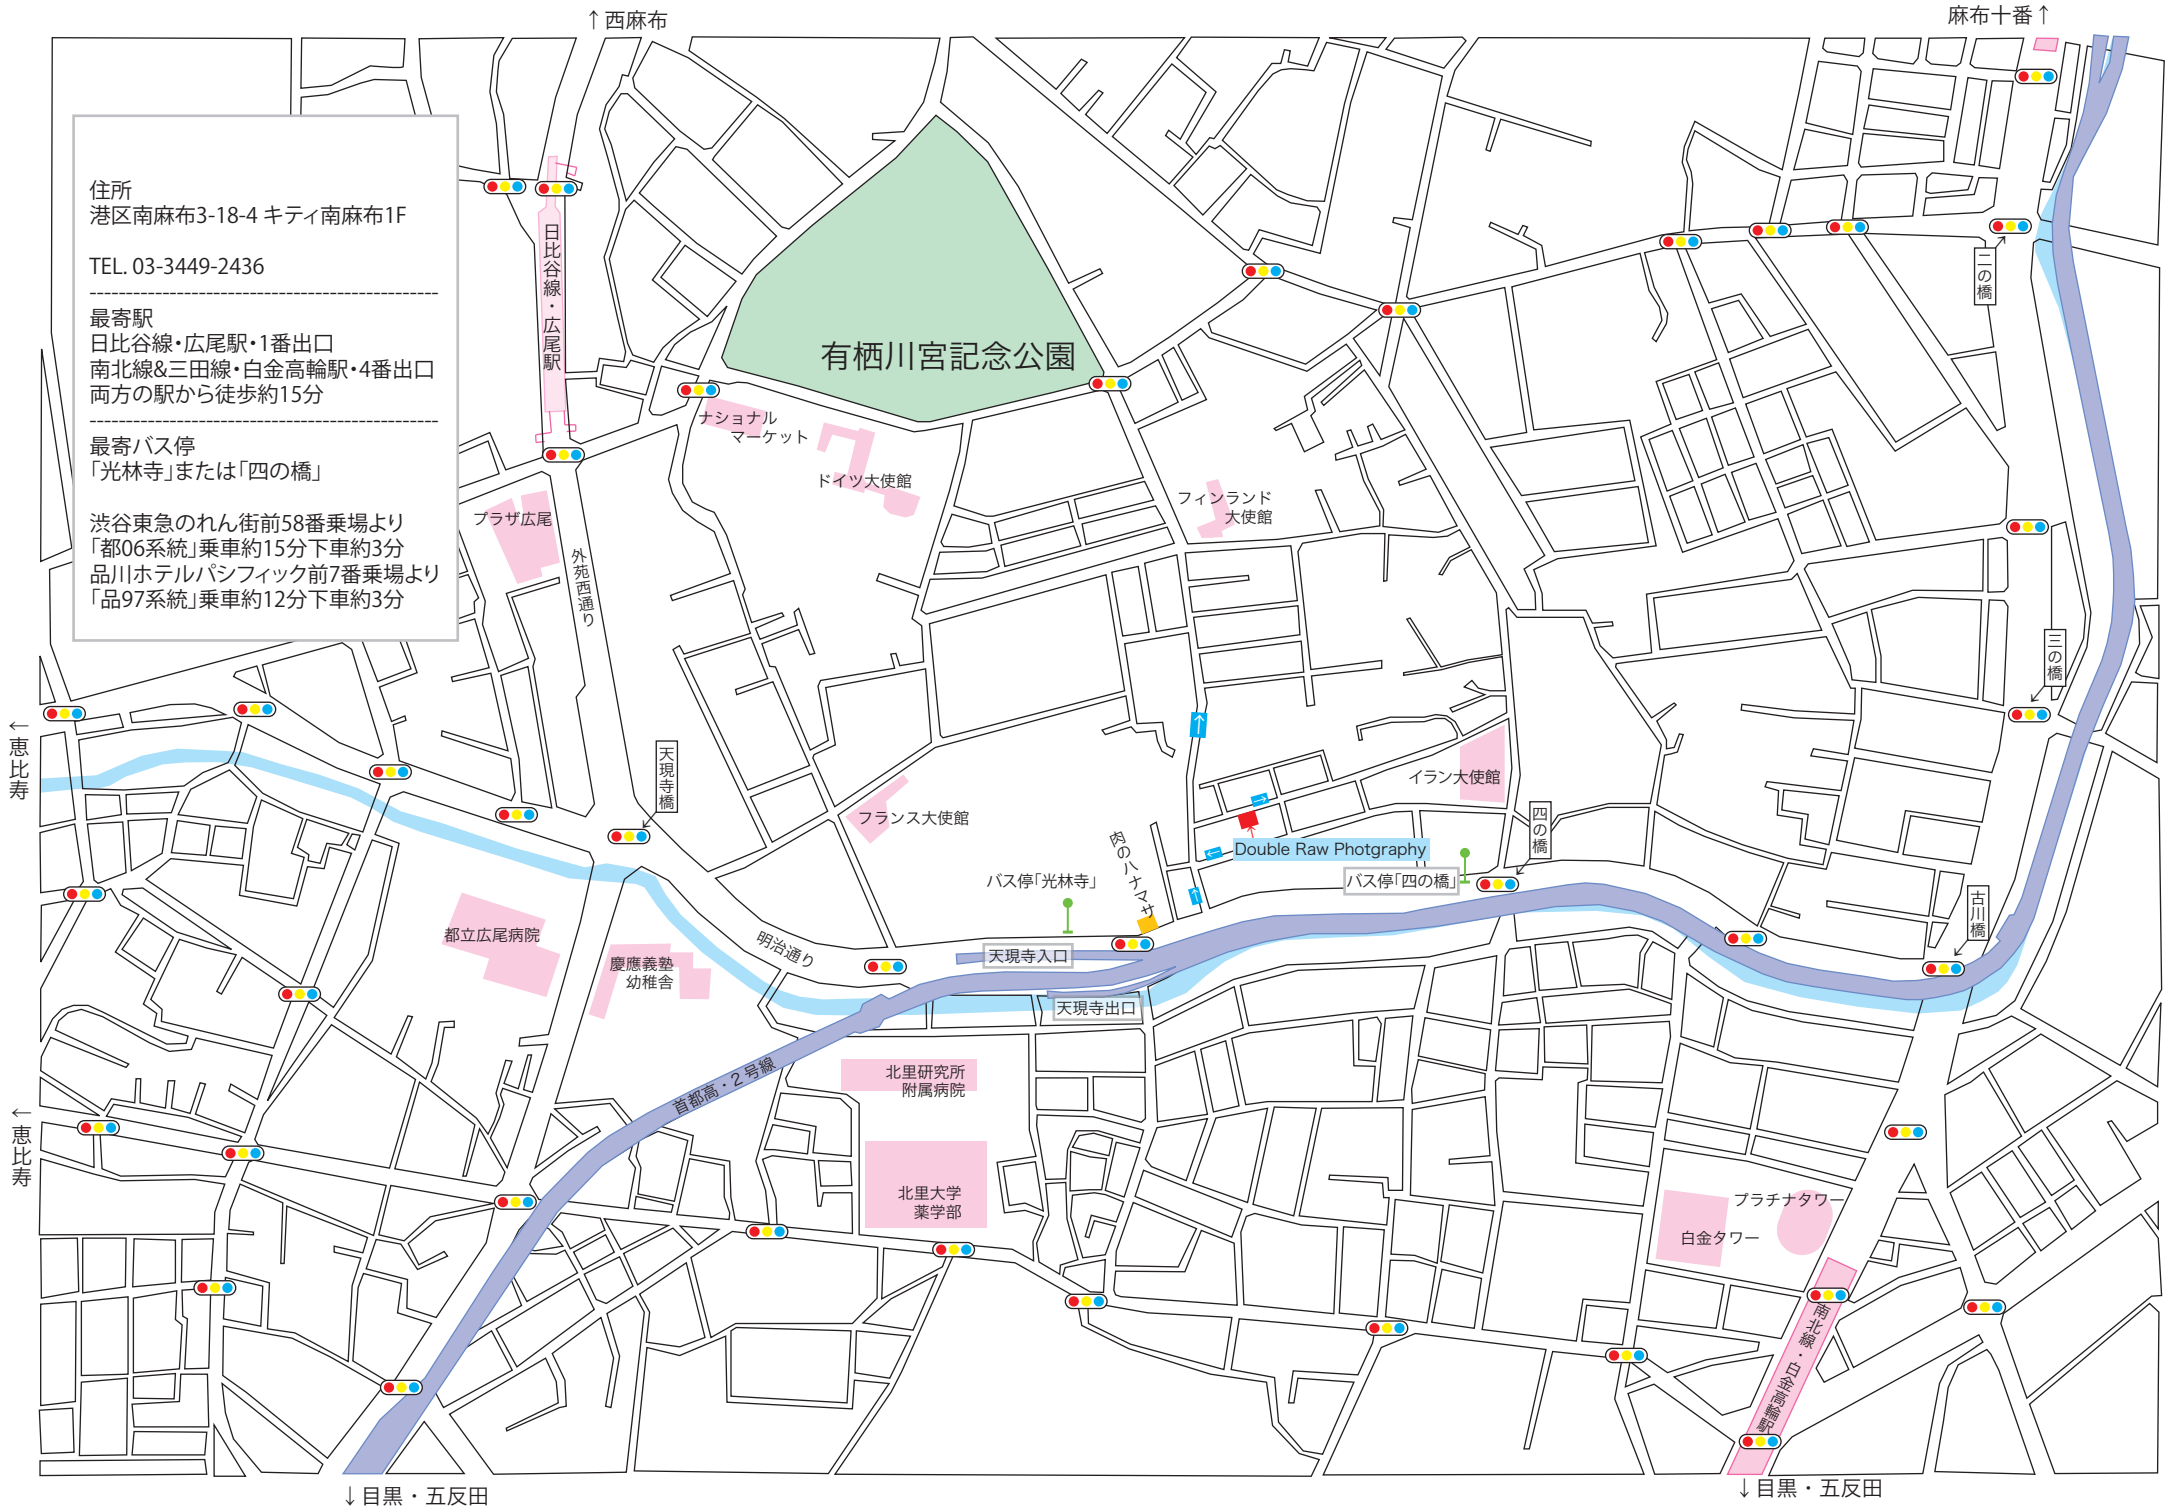 ↑西麻布
麻布十番↑
住所
港区南麻布3-18-4 キティ南麻布1F
TEL. 03-3449-2436
------------------------------------------------
最寄駅
日比谷線・広尾駅・1番出口
南北線&三田線・白金高輪駅・4番出口
両方の駅から徒歩約15分
------------------------------------------------
最寄バス停
「光林寺」または「四の橋」
渋谷東急のれん街前58番乗場より
「都06系統」乗車約15分下車約3分
品川ホテルパシフィック前7番乗場より
「品97系統」乗車約12分下車約3分
日比谷線・広尾駅
二の橋
有栖川宮記念公園
ナショナル
マーケット
ドイツ大使館
フィンランド
大使館
プラザ広尾
外苑西通り
三の橋
←恵比寿
天現寺橋
イラン大使館
フランス大使館
四の橋
肉のハナマサ
Double Raw Photgraphy
バス停「光林寺」
バス停「四の橋」
古川橋
都立広尾病院
慶應義塾
幼稚舎
明治通り
天現寺入口
天現寺出口
首都高・2号線
北里研究所
附属病院
←恵比寿
北里大学
薬学部
プラチナタワー
白金タワー
南北線・白金高輪駅
↓目黒・五反田
↓目黒・五反田